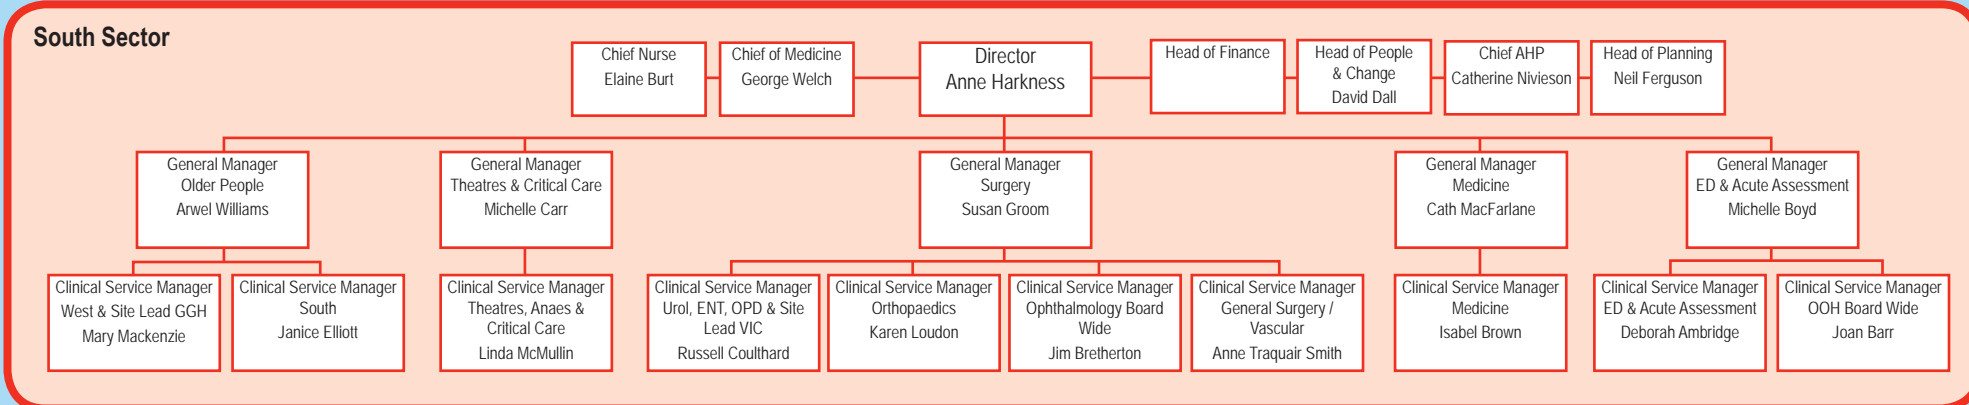 South Sector
Chief Nurse
Elaine Burt
Chief of Medicine
George Welch
Director
Anne Harkness
Head of Finance
Head of People
& Change
David Dall
Chief AHP
Catherine Nivieson
Head of Planning
Neil Ferguson
General Manager
Older People
Arwel Williams
General Manager
Theatres & Critical Care
Michelle Carr
General Manager
Surgery
Susan Groom
General Manager
Medicine
Cath MacFarlane
General Manager
ED & Acute Assessment
Michelle Boyd
Clinical Service Manager
West & Site Lead GGH
Mary Mackenzie
Clinical Service Manager
South
Janice Elliott
Clinical Service Manager
Theatres, Anaes &
Critical Care
Linda McMullin
Clinical Service Manager
Urol, ENT, OPD & Site
Lead VIC
Russell Coulthard
Clinical Service Manager
Orthopaedics
Karen Loudon
Clinical Service Manager
Ophthalmology Board
Wide
Jim Bretherton
Clinical Service Manager
General Surgery /
Vascular
Anne Traquair Smith
Clinical Service Manager
Medicine
Isabel Brown
Clinical Service Manager
ED & Acute Assessment
Deborah Ambridge
Clinical Service Manager
OOH Board Wide
Joan Barr